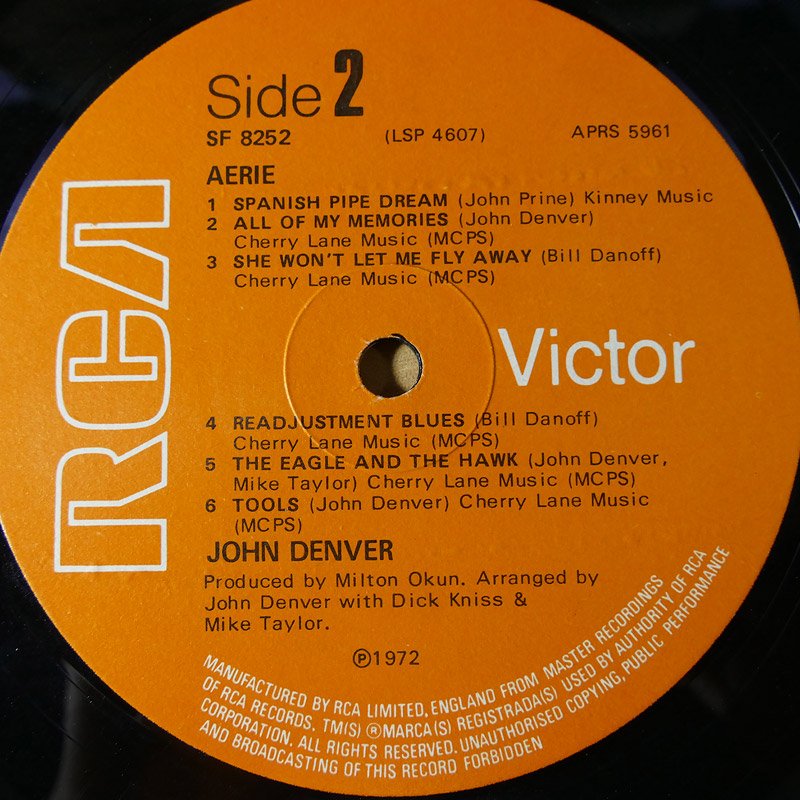 Side 2
SF 8252 (LSP 4607) APRS 5961
AERIE
1 SPANISH PIPE DREAM (John Prine) Kinney Music
2 ALL OF MY MEMORIES (John Denver)
Cherry Lane Music (MCPS)
3 SHE WON'T LET ME FLY AWAY (Bill Danoff)
Cherry Lane Music (MCPS)
RCA
Victor
4 READJUSTMENT BLUES (Bill Danoff)
Cherry Lane Music (MCPS)
5 THE EAGLE AND THE HAWK (John Denver,
Mike Taylor) Cherry Lane Music (MCPS)
6 TOOLS (John Denver) Cherry Lane Music
(MCPS)
JOHN DENVER
Produced by Milton Okun. Arranged by
John Denver with Dick Kniss &
Mike Taylor.
℗1972
MANUFACTURED BY RCA LIMITED, ENGLAND FROM MASTER RECORDINGS
OF RCA RECORDS. TM(S) ® MARCA(S) REGISTRADA(S) USED BY AUTHORITY OF RCA
CORPORATION. ALL RIGHTS RESERVED. UNAUTHORISED COPYING, PUBLIC PERFORMANCE
AND BROADCASTING OF THIS RECORD FORBIDDEN